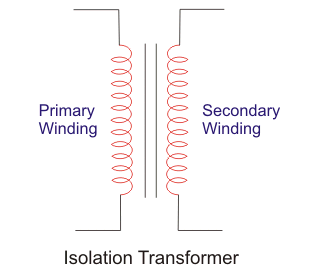 Primary
Winding
Secondary
Winding
Isolation Transformer